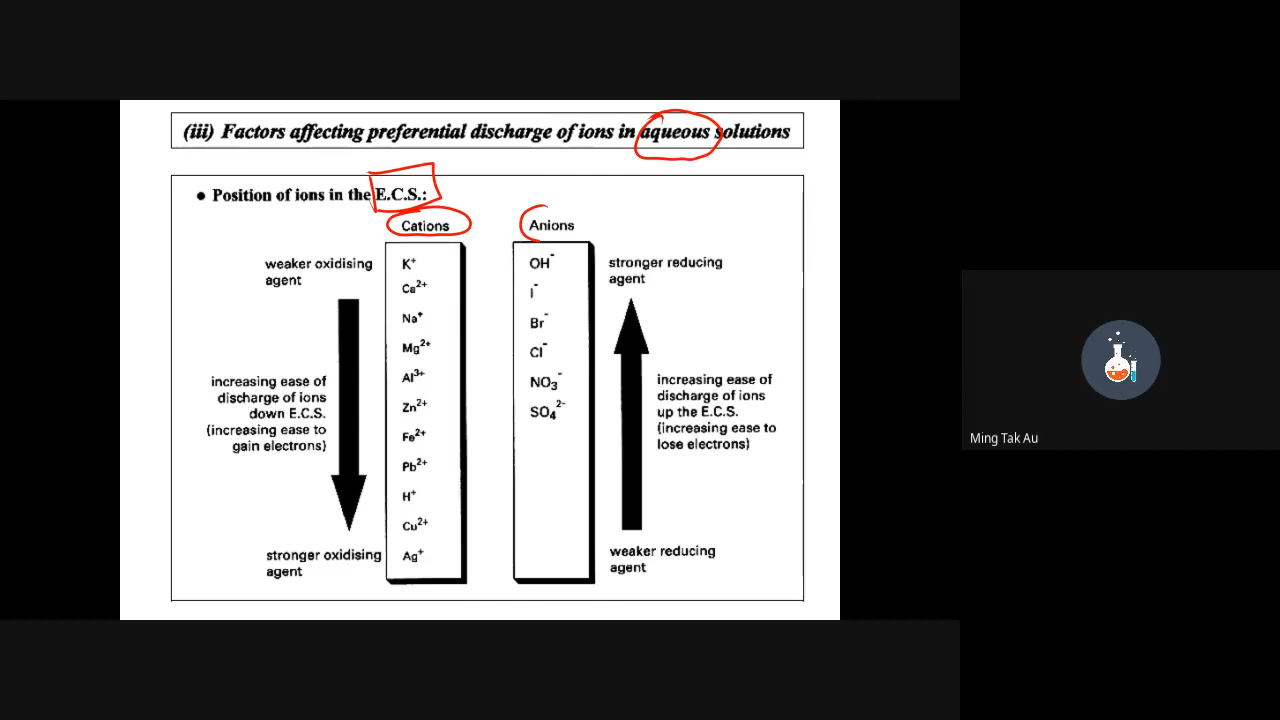 (iii) Factors affecting preferential discharge of ions in aqueous solutions
• Position of ions in the E.C.S.:
Cations
Anions
weaker oxidising
agent
increasing ease of
discharge of ions
down E.C.S.
(increasing ease to
gain electrons)
stronger oxidising
agent
K⁺
Ca²⁺
Na⁺
Mg²⁺
Al³⁺
Zn²⁺
Fe²⁺
Pb²⁺
H⁺
Cu²⁺
Ag⁺
OH⁻
I⁻
Br⁻
Cl⁻
NO₃⁻
SO₄²⁻
stronger reducing
agent
increasing ease of
discharge of ions
up the E.C.S.
(increasing ease to
lose electrons)
weaker reducing
agent
Ming Tak Au